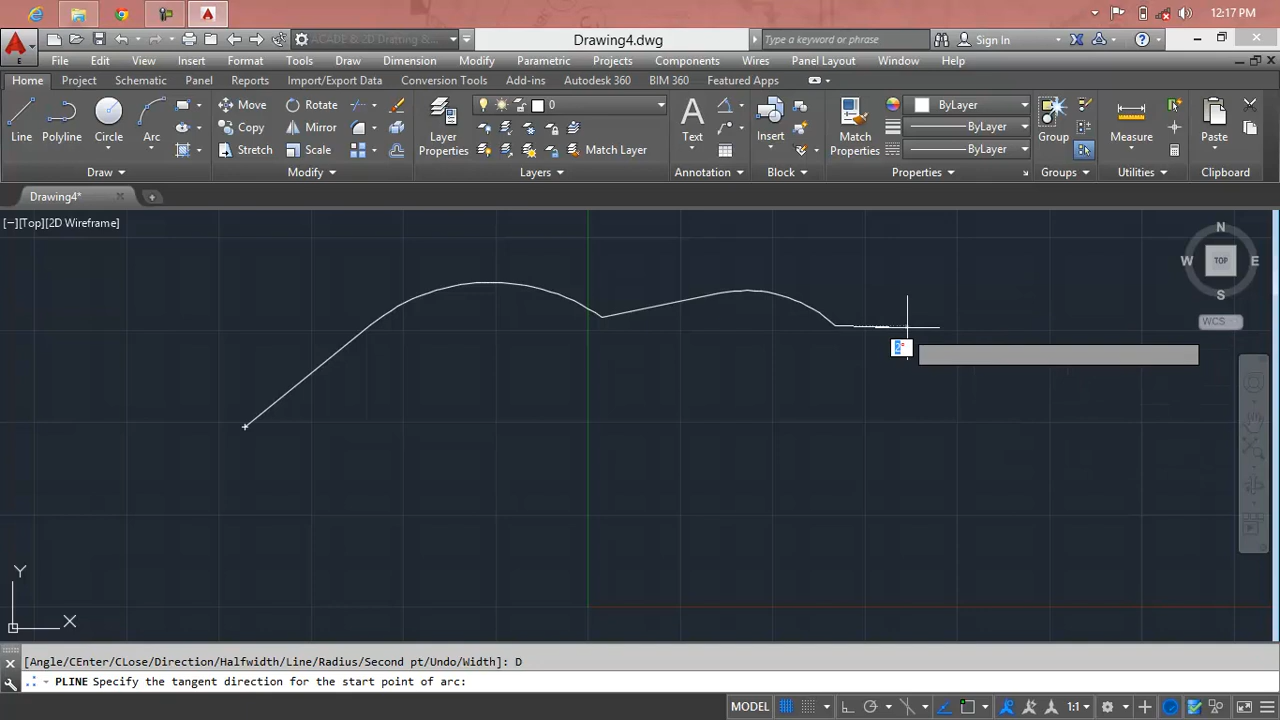 12:17 PM
ACADE & 2D Drafting &...
Drawing4.dwg
Type a keyword or phrase
Sign In
File Edit View Insert Format Tools Draw Dimension Modify Parametric Projects Components Wires Panel Layout Window Help
Home Project Schematic Panel Reports Import/Export Data Conversion Tools Add-ins Autodesk 360 BIM 360 Featured Apps
Line Polyline Circle Arc
Move Rotate
Copy Mirror
Stretch Scale
Layer
Properties
0
Match Layer
Text
Insert
Match
Properties
ByLayer
ByLayer
ByLayer
Group
Measure
Paste
Draw Modify Layers Annotation Block Properties Groups Utilities Clipboard
Drawing4*
[−][Top][2D Wireframe]
N
W TOP E
S
WCS
Y
X
[Angle/CEnter/CLose/Direction/Halfwidth/Line/Radius/Second pt/Undo/Width]: D
PLINE Specify the tangent direction for the start point of arc:
MODEL
1:1